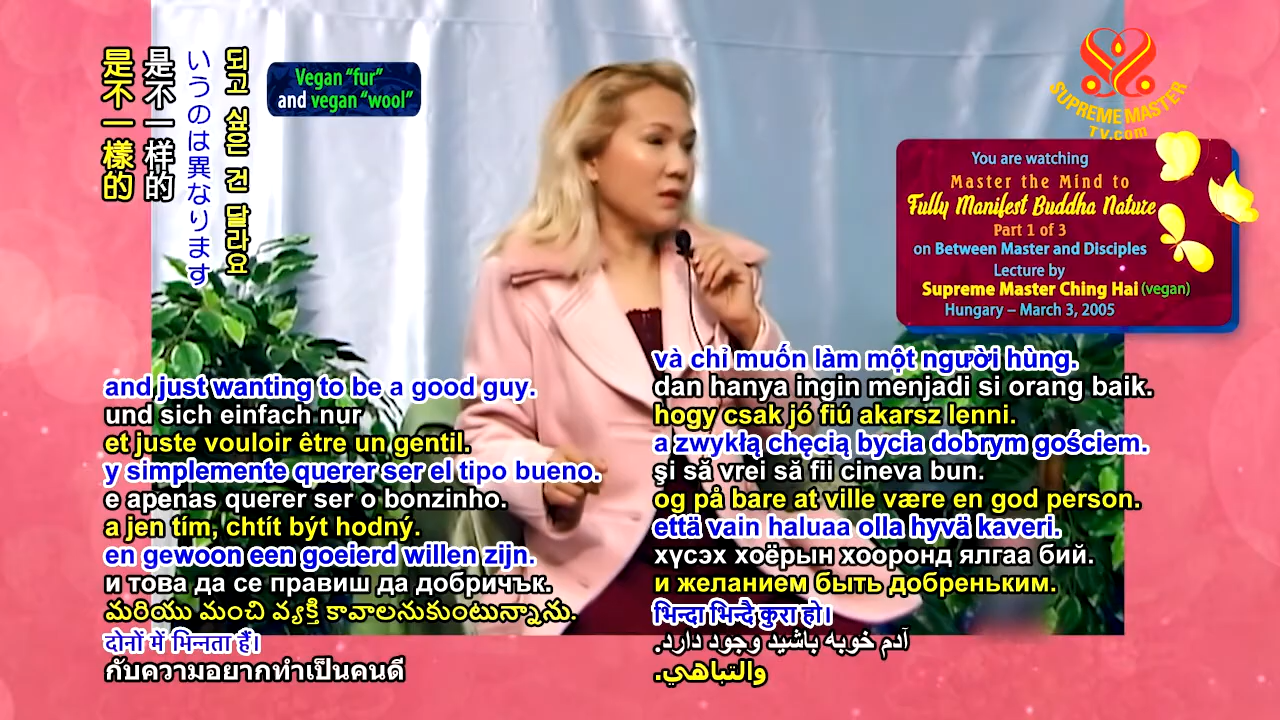 是不一樣的
是不一样的
いうのは異なります
되고 싶은 건 달라요
Vegan “fur”
and vegan “wool”
SUPREME MASTER
TV.com
You are watching
Master the Mind to
Fully Manifest Buddha Nature
Part 1 of 3
on Between Master and Disciples
Lecture by
Supreme Master Ching Hai (vegan)
Hungary – March 3, 2005
and just wanting to be a good guy.
und sich einfach nur
et juste vouloir être un gentil.
y simplemente querer ser el tipo bueno.
e apenas querer ser o bonzinho.
a jen tím, chtít být hodný.
en gewoon een goeierd willen zijn.
и това да се правиш да добричък.
మరియు మంచి వ్యక్తి కావాలనుకుంటున్నాను.
दोनों में भिन्नता हैं।
กับความอยากทำเป็นคนดี
và chỉ muốn làm một người hùng.
dan hanya ingin menjadi si orang baik.
hogy csak jó fiú akarsz lenni.
a zwykłą chęcią bycia dobrym gościem.
şi să vrei să fii cineva bun.
og på bare at ville være en god person.
että vain haluaa olla hyvä kaveri.
хүсэх хоёрын хооронд ялгаа бий.
и желанием быть добреньким.
भिन्दा भिन्दै कुरा हो।
آدم خوبه باشید وجود دارد.
والتباهي.